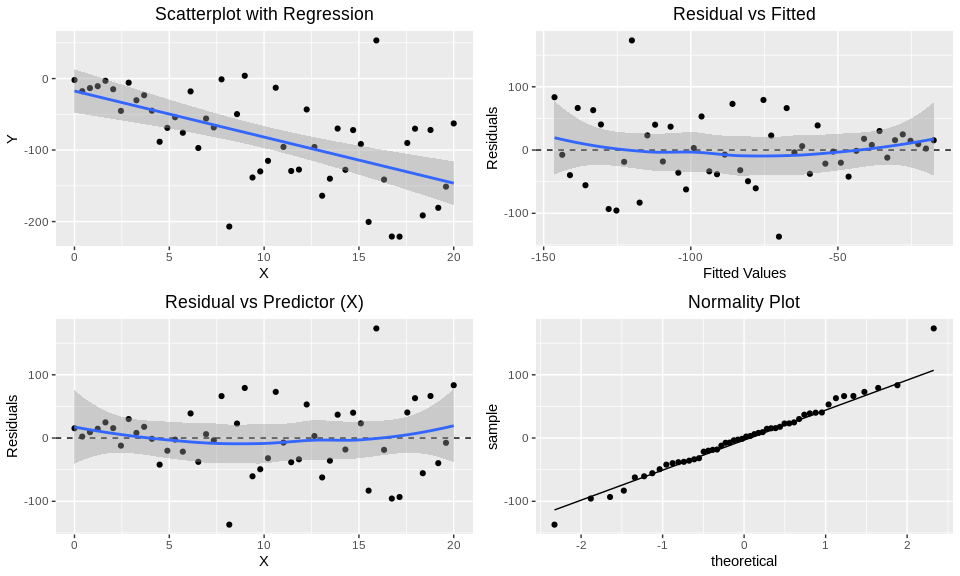 Scatterplot with Regression
Y
0
-100
-200
0 5 10 15 20
X
Residual vs Fitted
Residuals
100
0
-100
-150 -100 -50
Fitted Values
Residual vs Predictor (X)
Residuals
100
0
-100
0 5 10 15 20
X
Normality Plot
sample
100
0
-100
-2 -1 0 1 2
theoretical